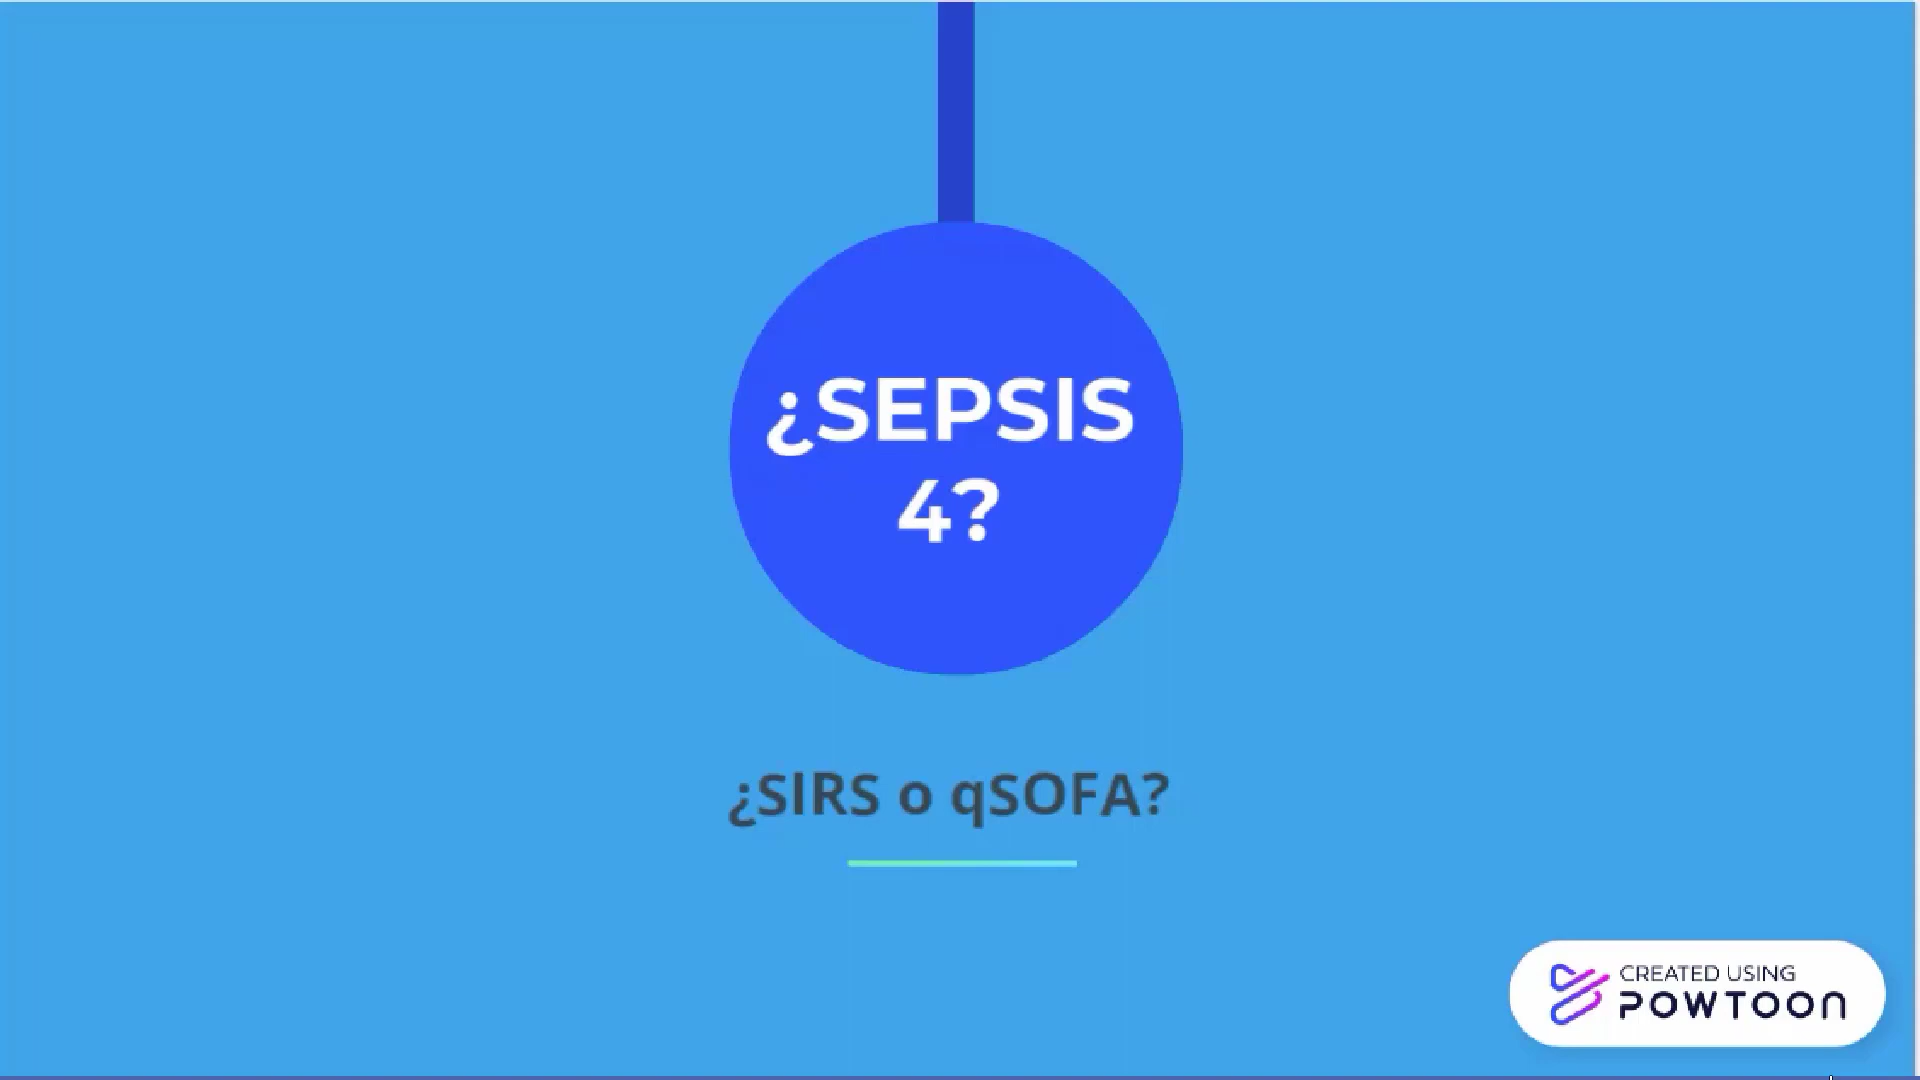 ¿SEPSIS
4?
¿SIRS o qSOFA?
CREATED USING
POWTOON